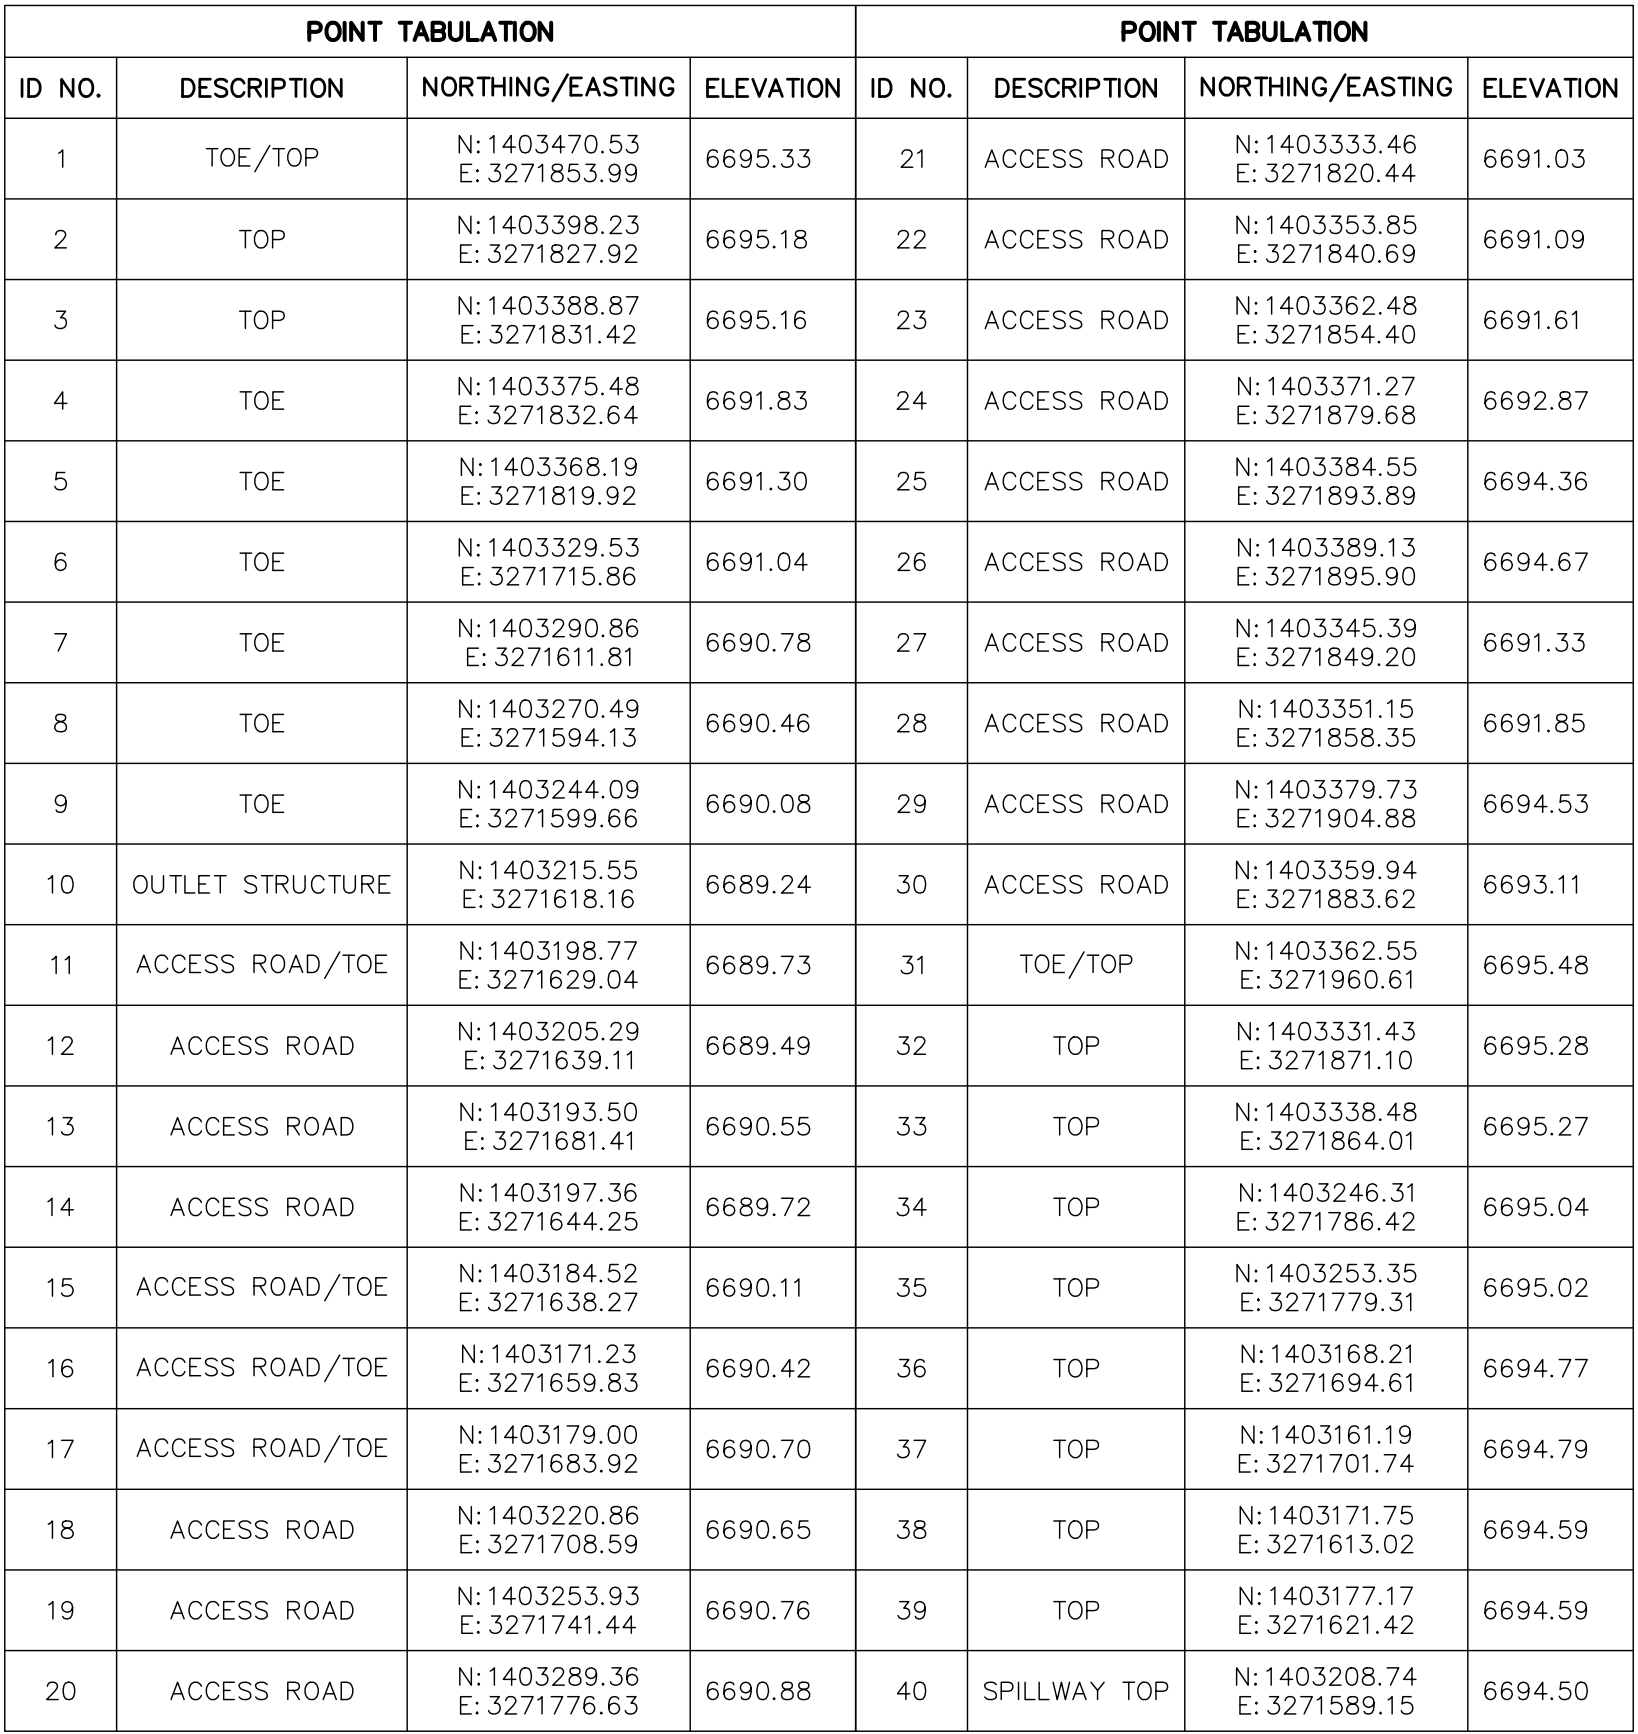 POINT TABULATION POINT TABULATION
ID NO. DESCRIPTION NORTHING/EASTING ELEVATION ID NO. DESCRIPTION NORTHING/EASTING ELEVATION
1 TOE/TOP N:1403470.53 E:3271853.99 6695.33 21 ACCESS ROAD N:1403333.46 E:3271820.44 6691.03
2 TOP N:1403398.23 E:3271827.92 6695.18 22 ACCESS ROAD N:1403353.85 E:3271840.69 6691.09
3 TOP N:1403388.87 E:3271831.42 6695.16 23 ACCESS ROAD N:1403362.48 E:3271854.40 6691.61
4 TOE N:1403375.48 E:3271832.64 6691.83 24 ACCESS ROAD N:1403371.27 E:3271879.68 6692.87
5 TOE N:1403368.19 E:3271819.92 6691.30 25 ACCESS ROAD N:1403384.55 E:3271893.89 6694.36
6 TOE N:1403329.53 E:3271715.86 6691.04 26 ACCESS ROAD N:1403389.13 E:3271895.90 6694.67
7 TOE N:1403290.86 E:3271611.81 6690.78 27 ACCESS ROAD N:1403345.39 E:3271849.20 6691.33
8 TOE N:1403270.49 E:3271594.13 6690.46 28 ACCESS ROAD N:1403351.15 E:3271858.35 6691.85
9 TOE N:1403244.09 E:3271599.66 6690.08 29 ACCESS ROAD N:1403379.73 E:3271904.88 6694.53
10 OUTLET STRUCTURE N:1403215.55 E:3271618.16 6689.24 30 ACCESS ROAD N:1403359.94 E:3271883.62 6693.11
11 ACCESS ROAD/TOE N:1403198.77 E:3271629.04 6689.73 31 TOE/TOP N:1403362.55 E:3271960.61 6695.48
12 ACCESS ROAD N:1403205.29 E:3271639.11 6689.49 32 TOP N:1403331.43 E:3271871.10 6695.28
13 ACCESS ROAD N:1403193.50 E:3271681.41 6690.55 33 TOP N:1403338.48 E:3271864.01 6695.27
14 ACCESS ROAD N:1403197.36 E:3271644.25 6689.72 34 TOP N:1403246.31 E:3271786.42 6695.04
15 ACCESS ROAD/TOE N:1403184.52 E:3271638.27 6690.11 35 TOP N:1403253.35 E:3271779.31 6695.02
16 ACCESS ROAD/TOE N:1403171.23 E:3271659.83 6690.42 36 TOP N:1403168.21 E:3271694.61 6694.77
17 ACCESS ROAD/TOE N:1403179.00 E:3271683.92 6690.70 37 TOP N:1403161.19 E:3271701.74 6694.79
18 ACCESS ROAD N:1403220.86 E:3271708.59 6690.65 38 TOP N:1403171.75 E:3271613.02 6694.59
19 ACCESS ROAD N:1403253.93 E:3271741.44 6690.76 39 TOP N:1403177.17 E:3271621.42 6694.59
20 ACCESS ROAD N:1403289.36 E:3271776.63 6690.88 40 SPILLWAY TOP N:1403208.74 E:3271589.15 6694.50